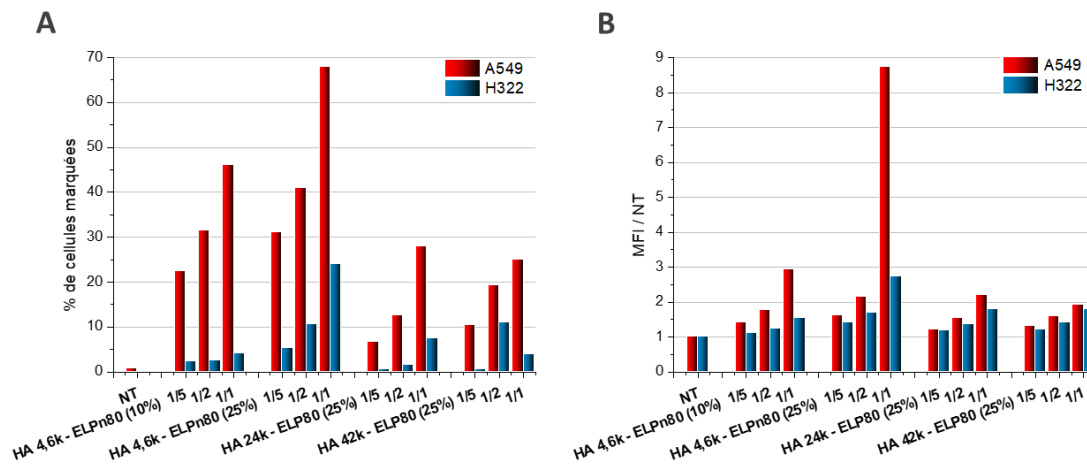 A
B
70
60
50
40
30
20
10
0
% de cellules marquées
A549
H322
NT
HA 4,6k - ELPn80 (10%)
1/5
1/2
1/1
HA 4,6k - ELPn80 (25%)
1/5
1/2
1/1
HA 24k - ELP80 (25%)
1/5
1/2
1/1
HA 42k - ELP80 (25%)
1/5
1/2
1/1
9
8
7
6
5
4
3
2
1
0
MFI / NT
A549
H322
NT
HA 4,6k - ELPn80 (10%)
1/5
1/2
1/1
HA 4,6k - ELPn80 (25%)
1/5
1/2
1/1
HA 24k - ELP80 (25%)
1/5
1/2
1/1
HA 42k - ELP80 (25%)
1/5
1/2
1/1